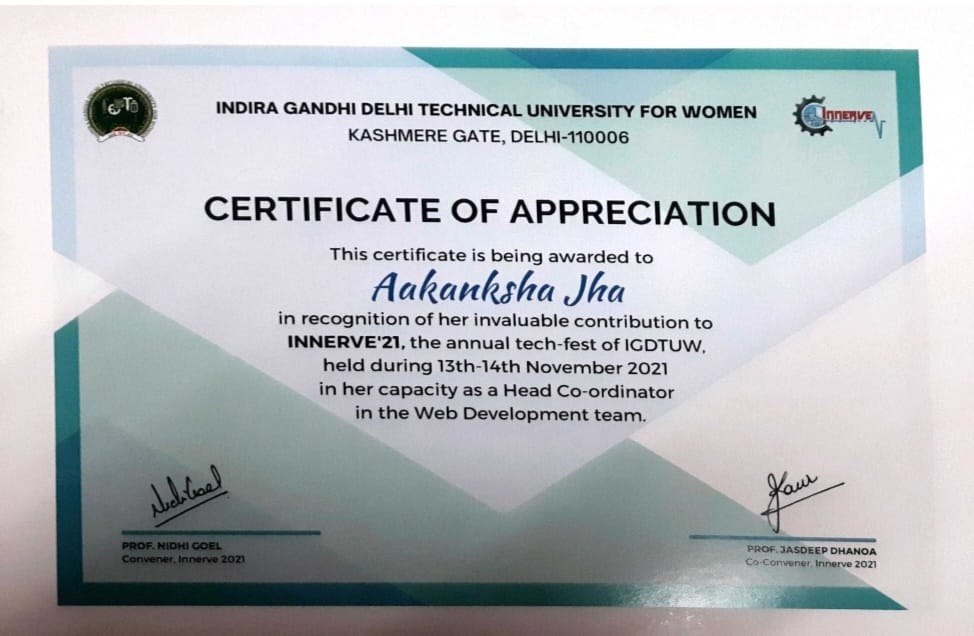 INDIRA GANDHI DELHI TECHNICAL UNIVERSITY FOR WOMEN
KASHMERE GATE, DELHI-110006
INNERVE
CERTIFICATE OF APPRECIATION
This certificate is being awarded to
Aakanksha Jha
in recognition of her invaluable contribution to
INNERVE'21, the annual tech-fest of IGDTUW,
held during 13th-14th November 2021
in her capacity as a Head Co-ordinator
in the Web Development team.
Nidhi Goel
Kaur
PROF. NIDHI GOEL
Convener, Innerve 2021
PROF. JASDEEP DHANOA
Co-Convener, Innerve 2021